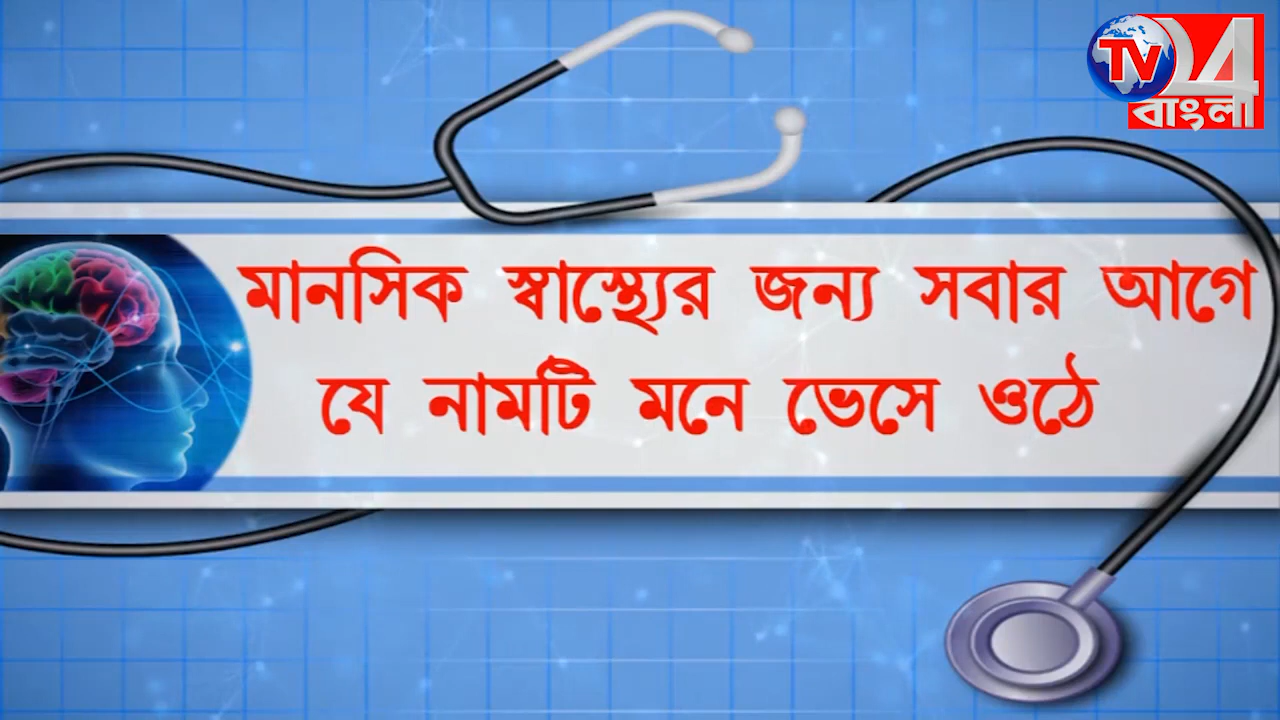 TV 24
বাংলা
মানসিক স্বাস্থ্যের জন্য সবার আগে
যে নামটি মনে ভেসে ওঠে